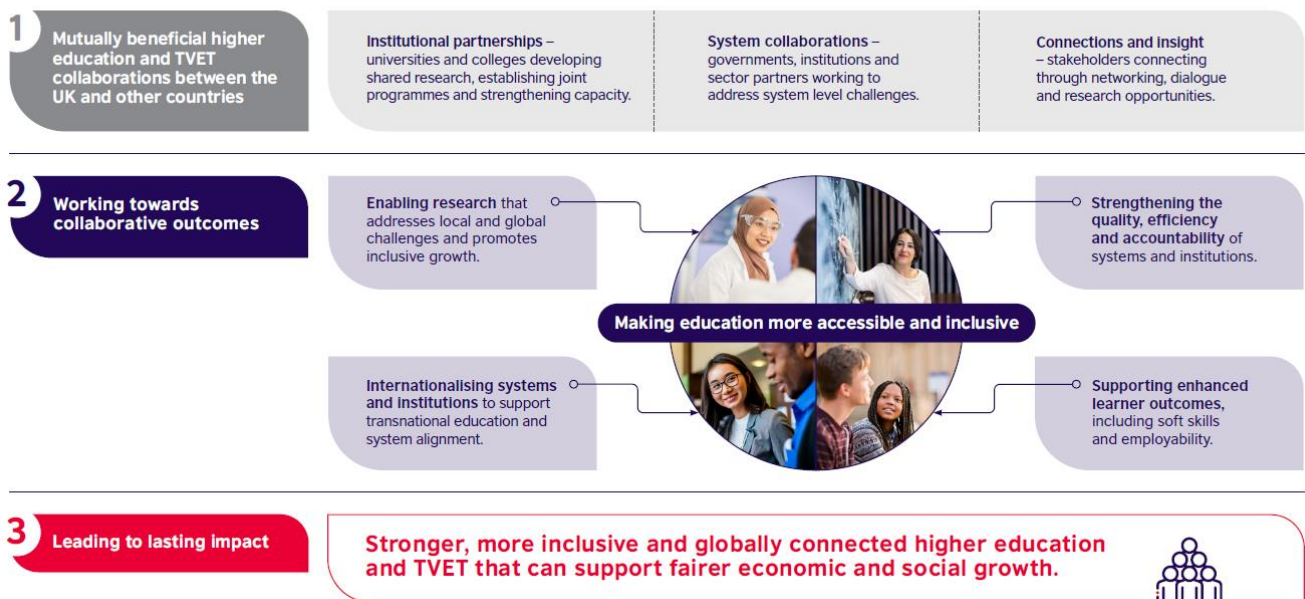 1
Mutually beneficial higher
education and TVET
collaborations between the
UK and other countries
Institutional partnerships –
universities and colleges developing
shared research, establishing joint
programmes and strengthening capacity.
System collaborations –
governments, institutions and
sector partners working to
address system level challenges.
Connections and insight
– stakeholders connecting
through networking, dialogue
and research opportunities.
2
Working towards
collaborative outcomes
Enabling research that
addresses local and global
challenges and promotes
inclusive growth.
Strengthening the
quality, efficiency
and accountability of
systems and institutions.
Making education more accessible and inclusive
Internationalising systems
and institutions to support
transnational education and
system alignment.
Supporting enhanced
learner outcomes,
including soft skills
and employability.
3
Leading to lasting impact
Stronger, more inclusive and globally connected higher education
and TVET that can support fairer economic and social growth.